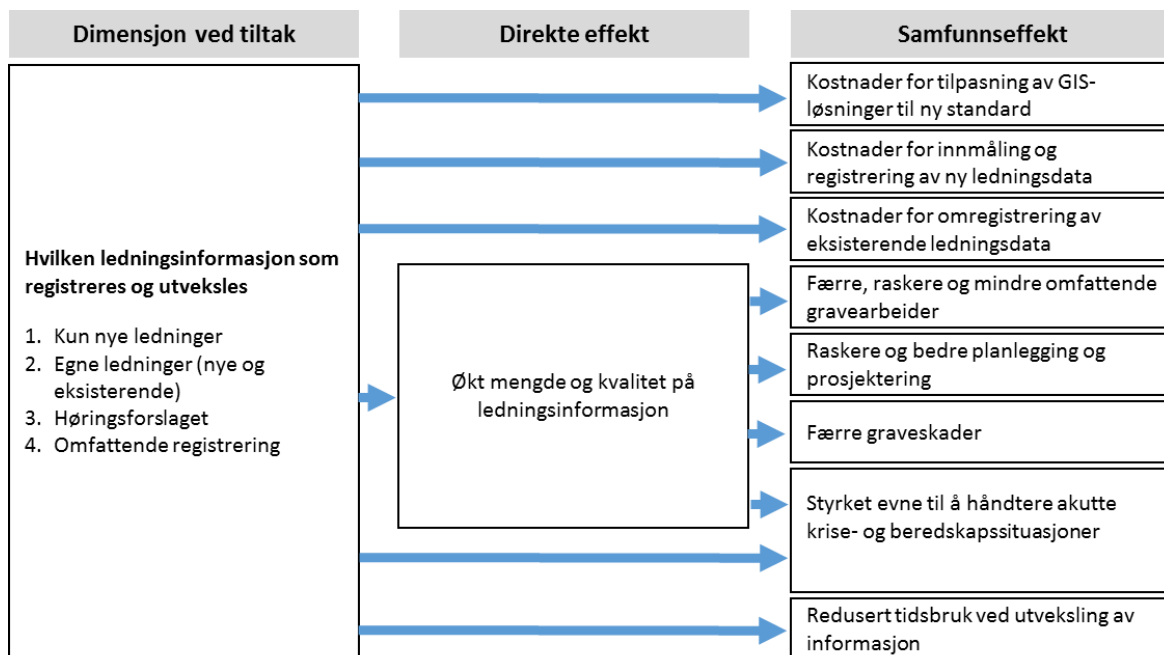 Dimensjon ved tiltak
Direkte effekt
Samfunnseffekt
Hvilken ledningsinformasjon som
registreres og utveksles
1. Kun nye ledninger
2. Egne ledninger (nye og
eksisterende)
3. Høringsforslaget
4. Omfattende registrering
Økt mengde og kvalitet på
ledningsinformasjon
Kostnader for tilpasning av GIS-
løsninger til ny standard
Kostnader for innmåling og
registrering av ny ledningsdata
Kostnader for omregistrering av
eksisterende ledningsdata
Færre, raskere og mindre omfattende
gravearbeider
Raskere og bedre planlegging og
prosjektering
Færre graveskader
Styrket evne til å håndtere akutte
krise- og beredskapssituasjoner
Redusert tidsbruk ved utveksling av
informasjon